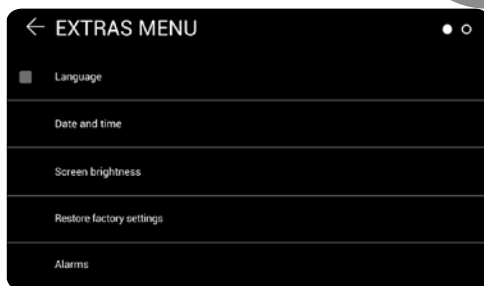 EXTRAS MENU
Language
Date and time
Screen brightness
Restore factory settings
Alarms